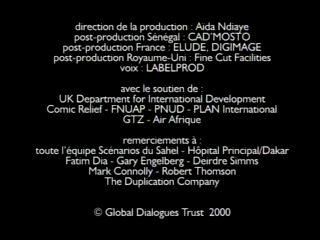 direction de la production : Aïda Ndiaye
post-production Sénégal : CAD'MOSTO
post-production France : ELUDE, DIGIMAGE
post-production Royaume-Uni : Fine Cut Facilities
voix : LABELPROD
avec le soutien de :
UK Department for International Development
Comic Relief - FNUAP - PNUD - PLAN International
GTZ - Air Afrique
remerciements à :
toute l'équipe Scénarios du Sahel - Hôpital Principal/Dakar
Fatim Dia - Gary Engelberg - Deirdre Simms
Mark Connolly - Robert Thomson
The Duplication Company
© Global Dialogues Trust 2000